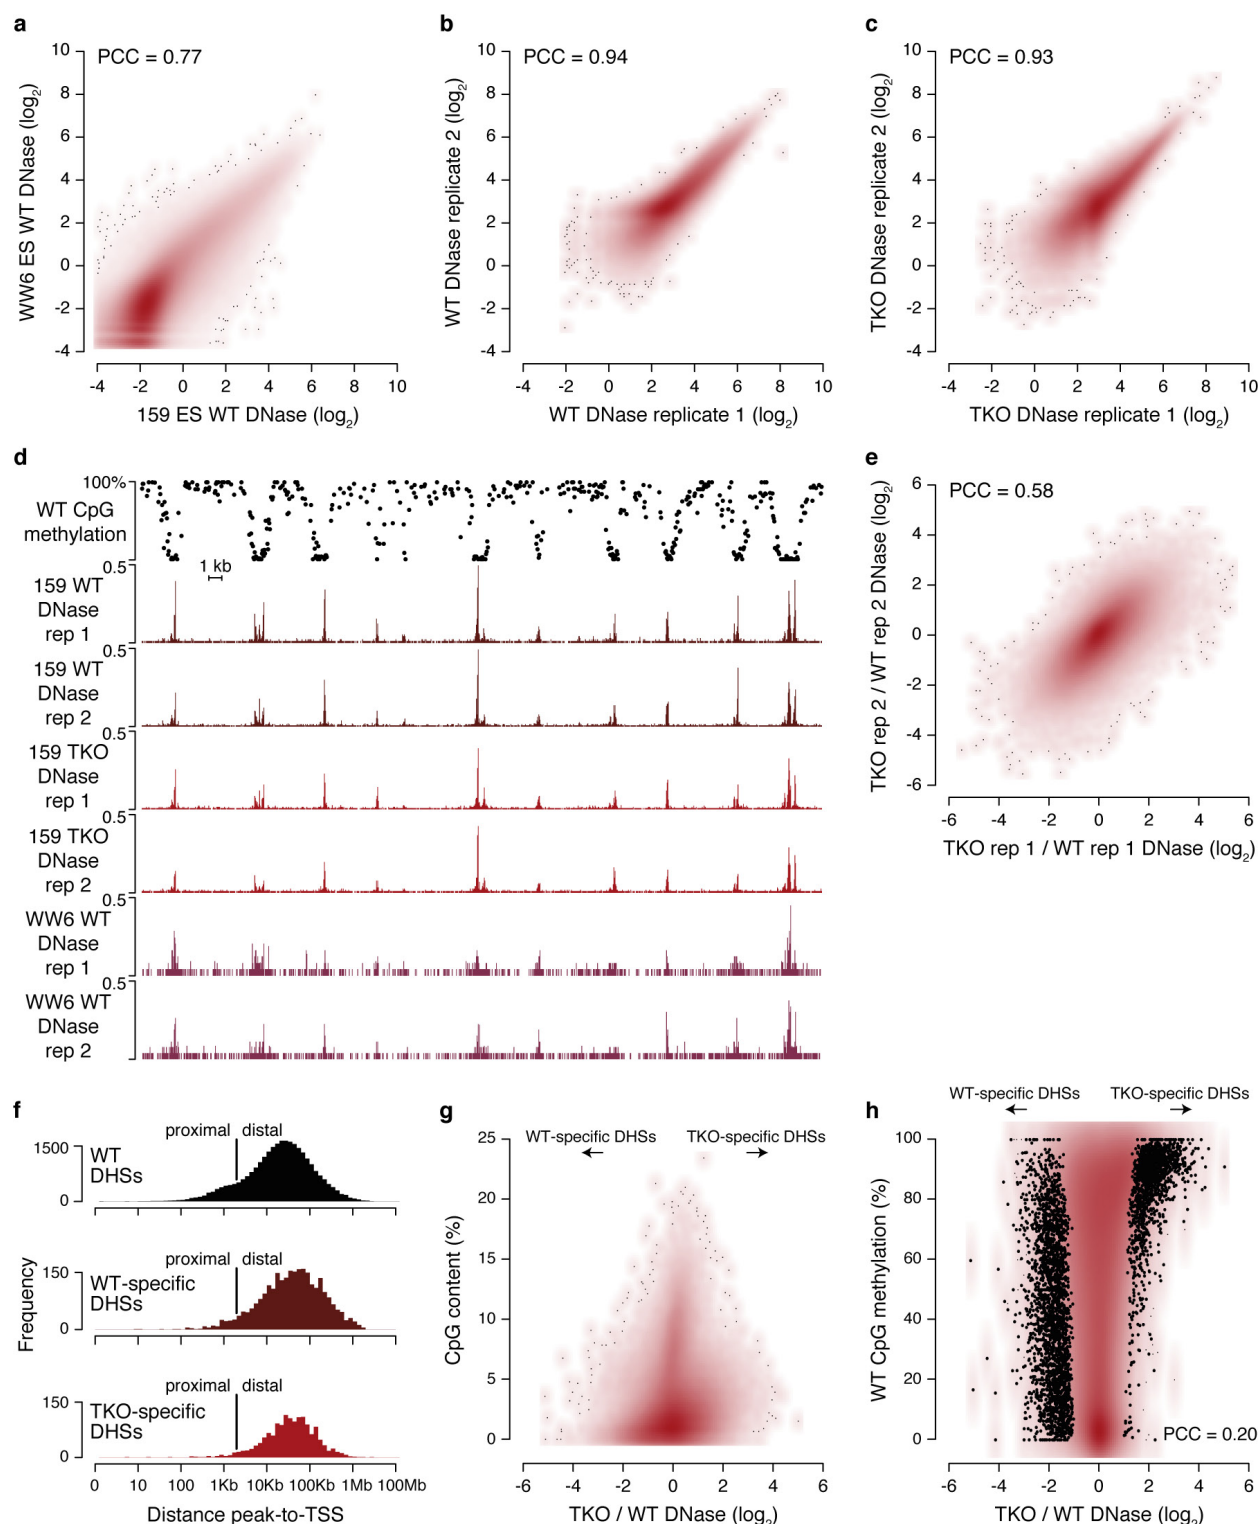 a
PCC = 0.77
WW6 ES WT DNase (log2)
10
8
6
4
2
0
-2
-4
-4 -2 0 2 4 6 8 10
159 ES WT DNase (log2)
b
PCC = 0.94
WT DNase replicate 2 (log2)
10
8
6
4
2
0
-2
-4
-4 -2 0 2 4 6 8 10
WT DNase replicate 1 (log2)
c
PCC = 0.93
TKO DNase replicate 2 (log2)
10
8
6
4
2
0
-2
-4
-4 -2 0 2 4 6 8 10
TKO DNase replicate 1 (log2)
d
100%
WT CpG
methylation
1 kb
0.5
159 WT
DNase
rep 1
0.5
159 WT
DNase
rep 2
0.5
159 TKO
DNase
rep 1
0.5
159 TKO
DNase
rep 2
0.5
WW6 WT
DNase
rep 1
0.5
WW6 WT
DNase
rep 2
e
PCC = 0.58
TKO rep 2 / WT rep 2 DNase (log2)
6
4
2
0
-2
-4
-6
-6 -4 -2 0 2 4 6
TKO rep 1 / WT rep 1 DNase (log2)
f
Frequency
proximal distal
1500
WT
DHSs
0
proximal distal
150
WT-specific
DHSs
0
proximal distal
150
TKO-specific
DHSs
0
0 10 100 1Kb 10Kb 100Kb 1Mb 100Mb
Distance peak-to-TSS
g
WT-specific DHSs TKO-specific DHSs
CpG content (%)
25
20
15
10
5
0
-6 -4 -2 0 2 4 6
TKO / WT DNase (log2)
h
WT-specific DHSs TKO-specific DHSs
WT CpG methylation (%)
100
80
60
40
20
0
PCC = 0.20
-6 -4 -2 0 2 4 6
TKO / WT DNase (log2)